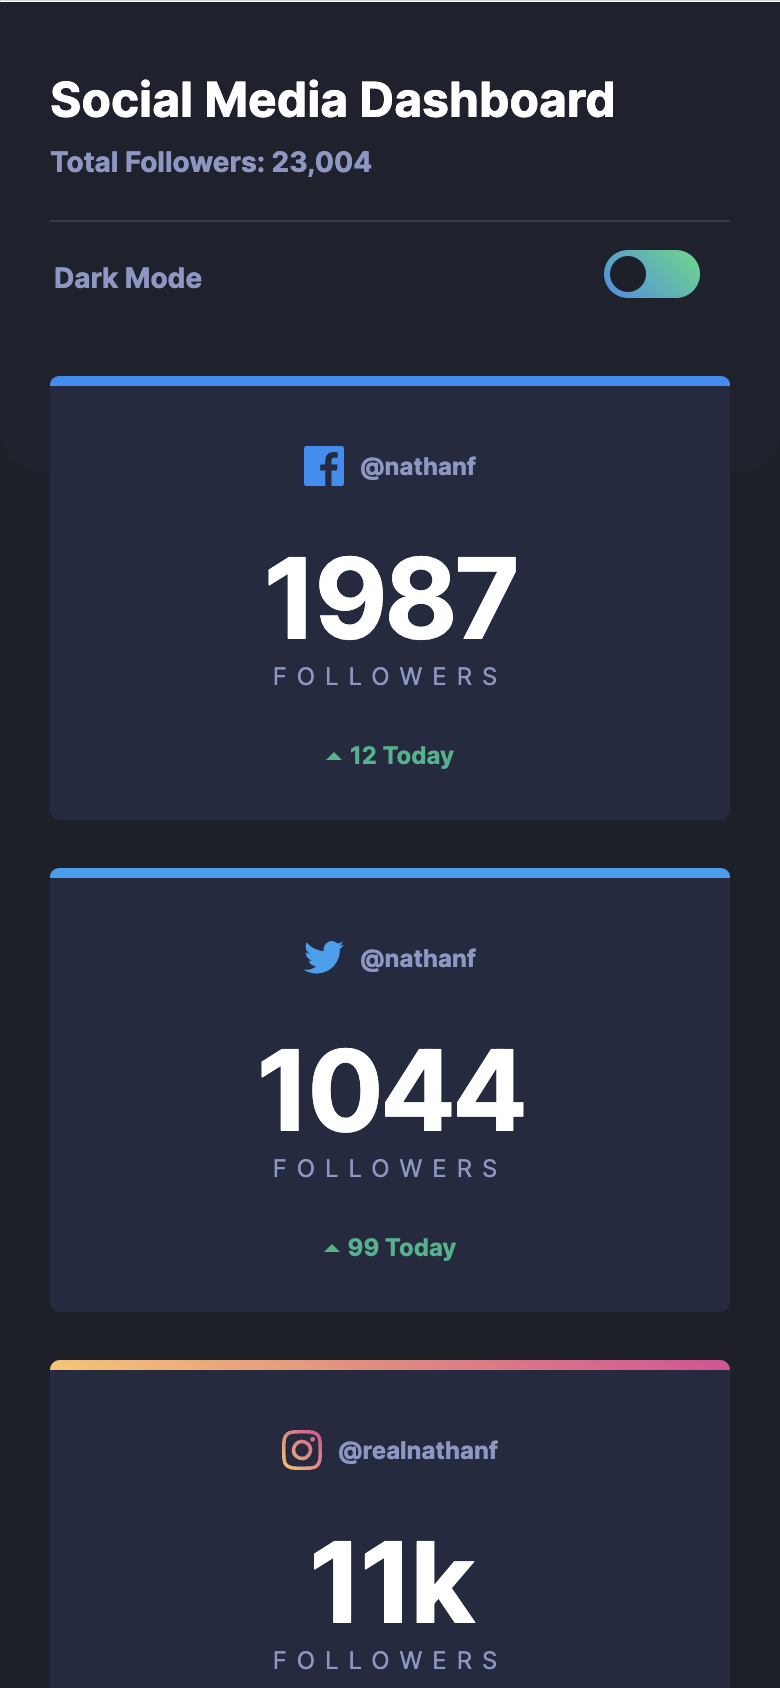 Social Media Dashboard
Total Followers: 23,004
Dark Mode
@nathanf
1987
FOLLOWERS
12 Today
@nathanf
1044
FOLLOWERS
99 Today
@realnathanf
11k
FOLLOWERS